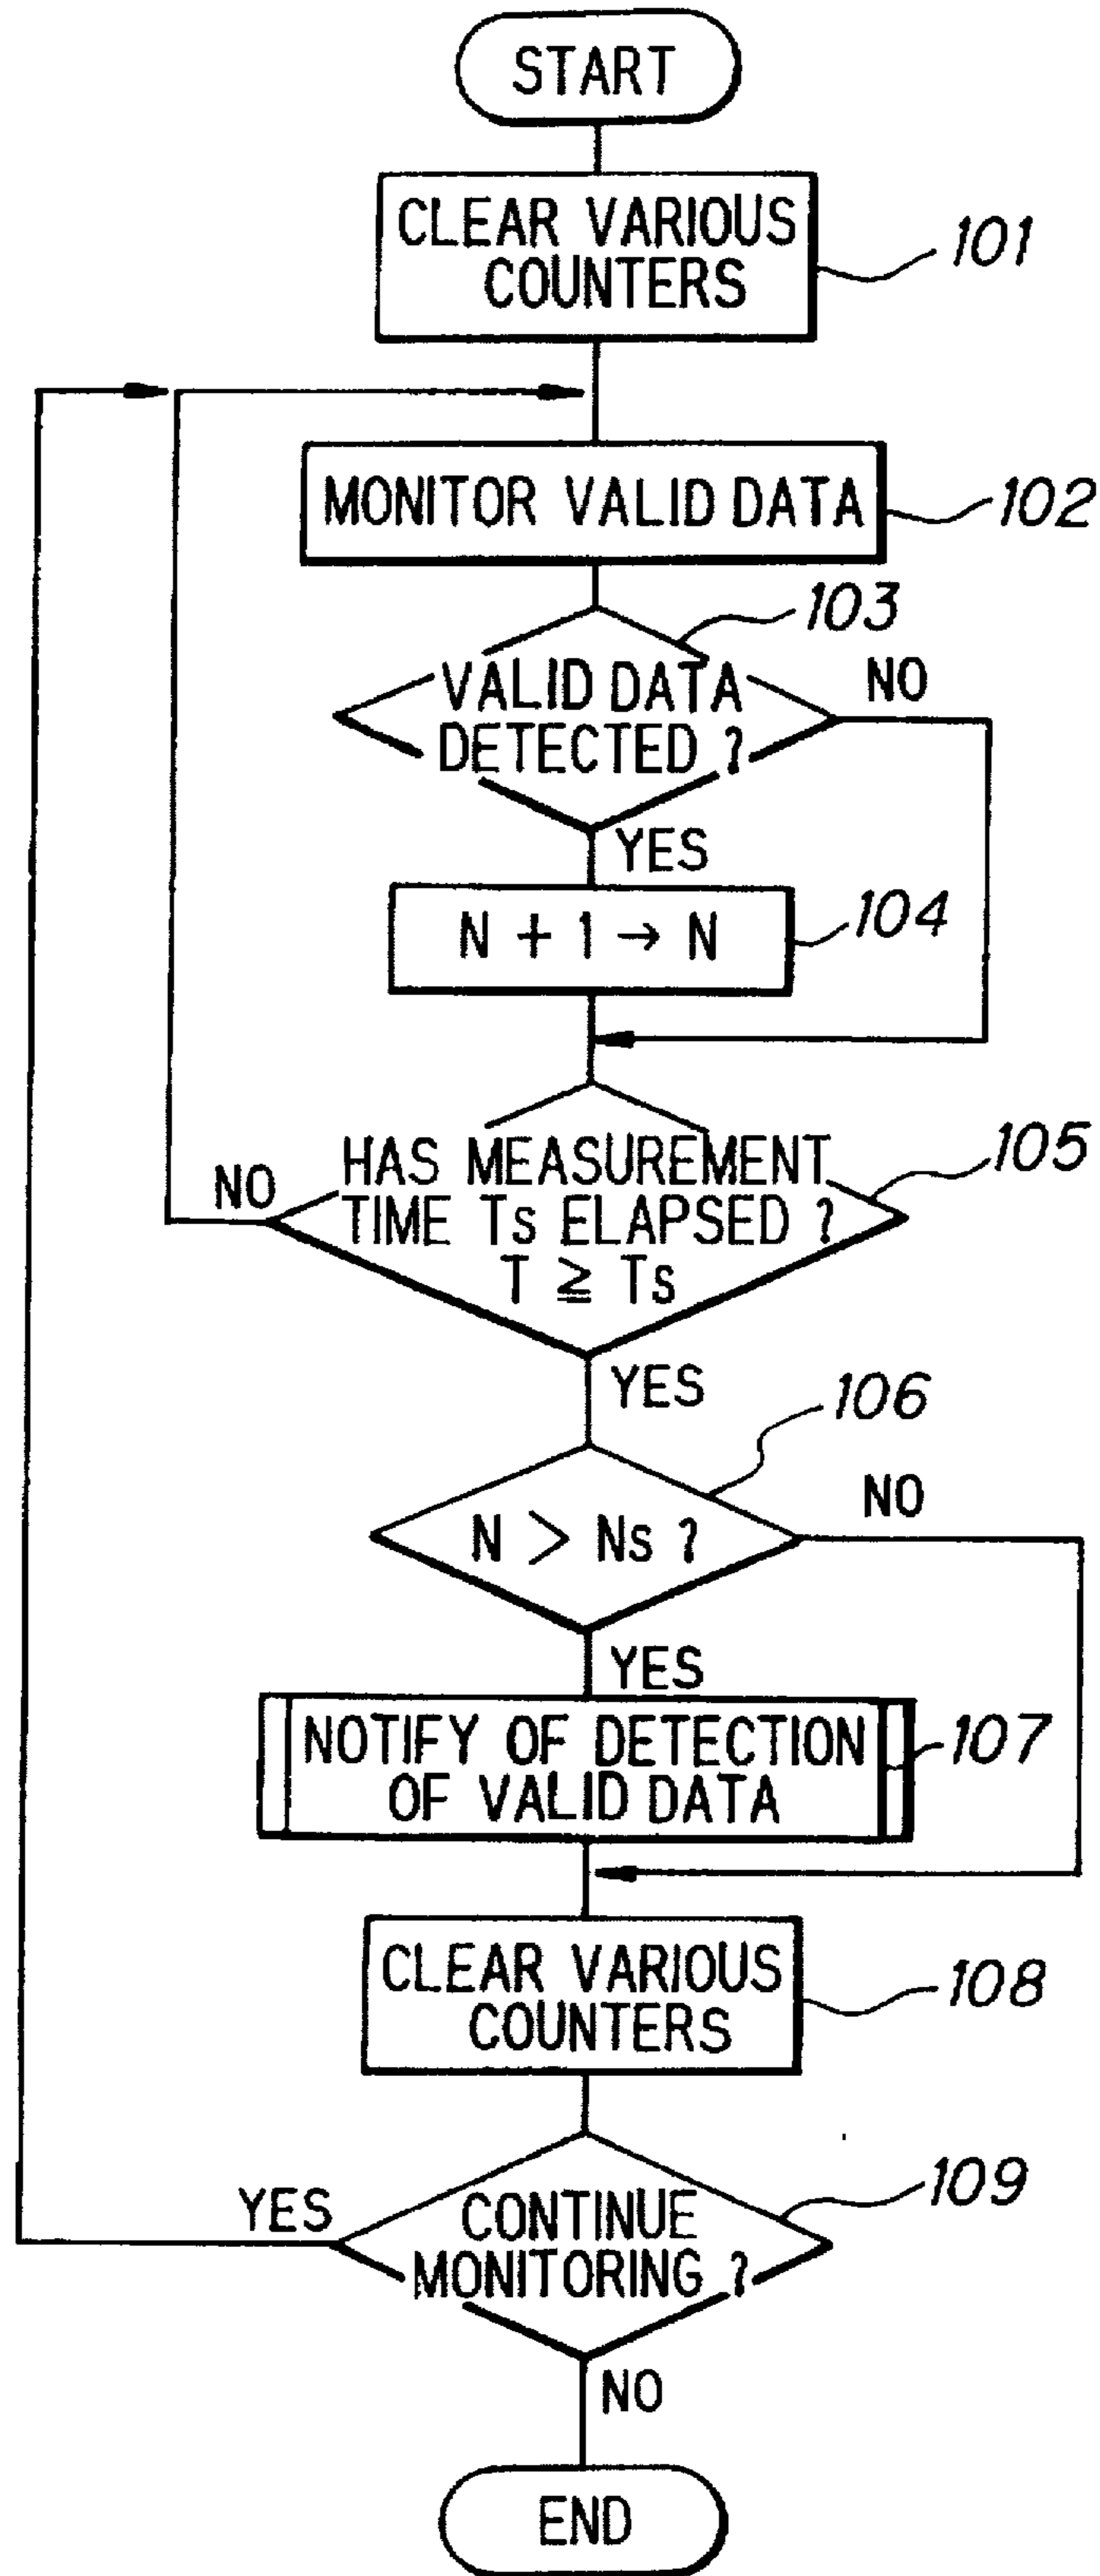 START
CLEAR VARIOUS
COUNTERS
101
MONITOR VALID DATA
102
103
VALID DATA
DETECTED ?
NO
YES
N + 1 → N
104
HAS MEASUREMENT
TIME Ts ELAPSED ?
T ≧ Ts
105
NO
YES
106
N > Ns ?
NO
YES
NOTIFY OF DETECTION
OF VALID DATA
107
CLEAR VARIOUS
COUNTERS
108
109
YES
CONTINUE
MONITORING ?
NO
END